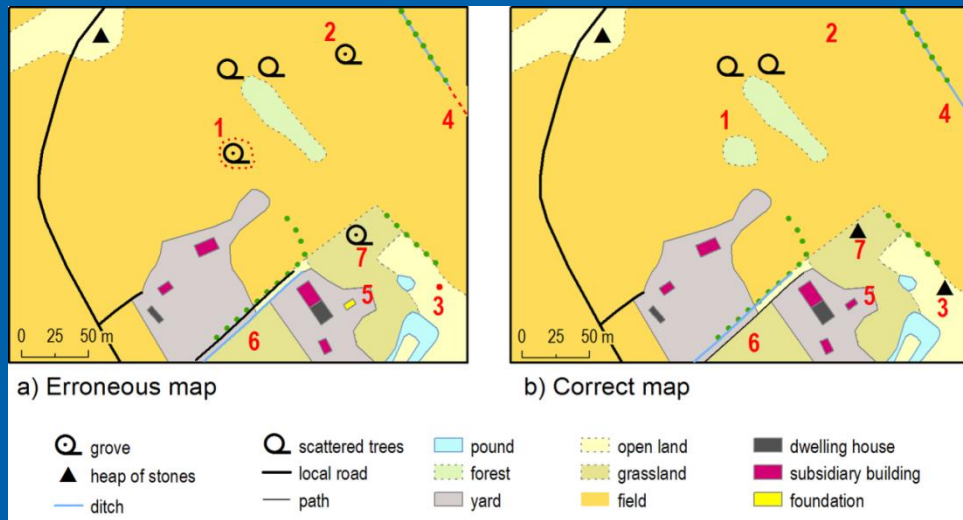 2
2
4
4
1
1
7
7
5
5
3
3
6
6
0 25 50 m
0 25 50 m
a) Erroneous map
b) Correct map
grove
scattered trees
pound
open land
dwelling house
heap of stones
local road
forest
grassland
subsidiary building
ditch
path
yard
field
foundation